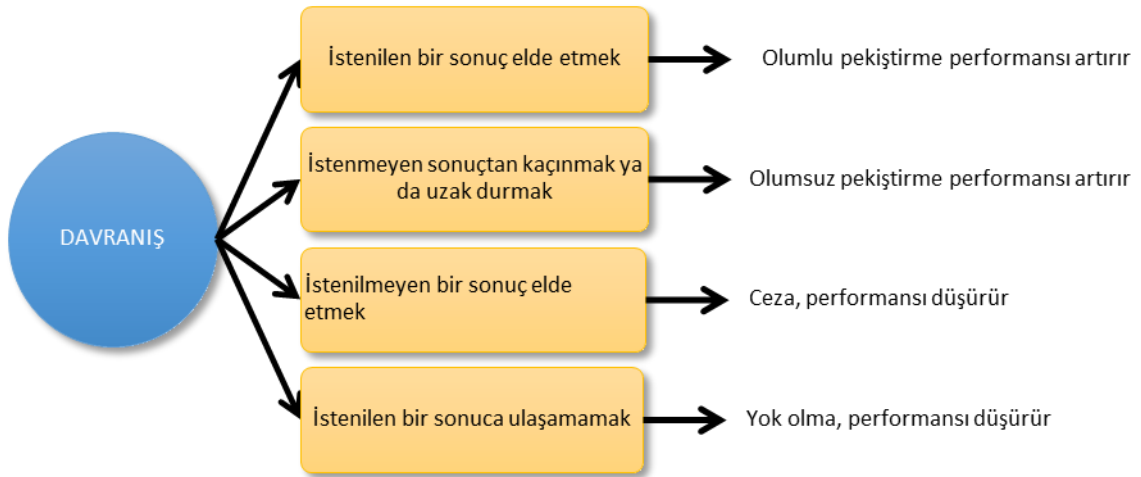 İstenilen bir sonuç elde etmek
Olumlu pekiştirme performansı artırır
İstenmeyen sonuçtan kaçınmak ya
da uzak durmak
Olumsuz pekiştirme performansı artırır
DAVRANIŞ
İstenilmeyen bir sonuç elde
etmek
Ceza, performansı düşürür
İstenilen bir sonuca ulaşamamak
Yok olma, performansı düşürür